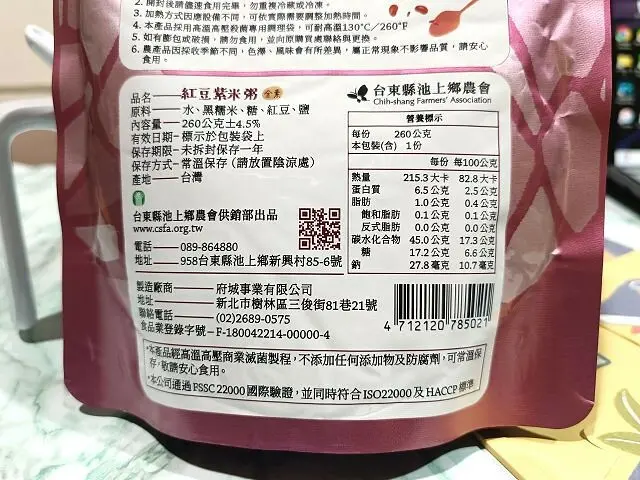 2. 開封後請儘速食用完畢，勿重複冷藏或冷凍。
3. 加熱方式因應設備不同，可依實際需要調整加熱時間。
4. 本產品採用高溫高壓殺菌專用調理袋，可耐高溫130°C／260°F
5. 如有膨包或破損，請勿食用，並向原購買處聯絡與更換。
6. 農產品因採收季節不同，色澤、風味會有所差異，屬正常現象不影響品質，請安心
食用。
品名—紅豆紫米粥 全素
原料—水、黑糯米、糖、紅豆、鹽
內容量—260公克±4.5%
有效日期-標示於包裝袋上
保存期限-未拆封保存一年
保存方式-常溫保存(請放置陰涼處)
產地—台灣
台東縣池上鄉農會供銷部出品
www.csfa.org.tw
電話—089-864880
地址—958台東縣池上鄉新興村85-6號
台東縣池上鄉農會
Chih-shang Farmers' Association
營養標示
每份 260公克
本包裝(含) 1份
每份 每100公克
熱量 215.3大卡 82.8大卡
蛋白質 6.5公克 2.5公克
脂肪 1.0公克 0.4公克
飽和脂肪 0.1公克 0.1公克
反式脂肪 0.0公克 0.0公克
碳水化合物 45.0公克 17.3公克
糖 17.2公克 6.6公克
鈉 27.8毫克 10.7毫克
製造廠商—府城事業有限公司
地址—新北市樹林區三俊街81巷21號
聯絡電話—(02)2689-0575
食品業登錄字號-F-180042214-00000-4
4 712120 785021
•本產品經高溫高壓商業滅菌製程，不添加任何添加物及防腐劑，可常溫保
存，敬請安心食用。
•本公司通過FSSC 22000國際驗證，並同時符合ISO22000及HACCP標準